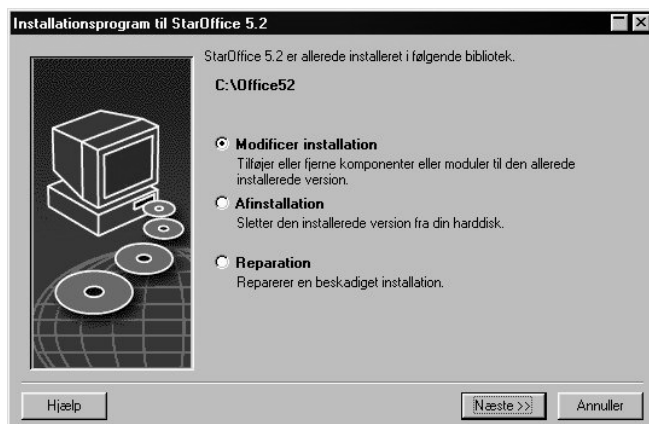 Installationsprogram til StarOffice 5.2
StarOffice 5.2 er allerede installeret i følgende bibliotek.
C:\Office52
Modificer installation
Tilføjer eller fjerne komponenter eller moduler til den allerede
installerede version.
Afinstallation
Sletter den installerede version fra din harddisk.
Reparation
Reparerer en beskadiget installation.
Hjælp
Næste >>
Annuller